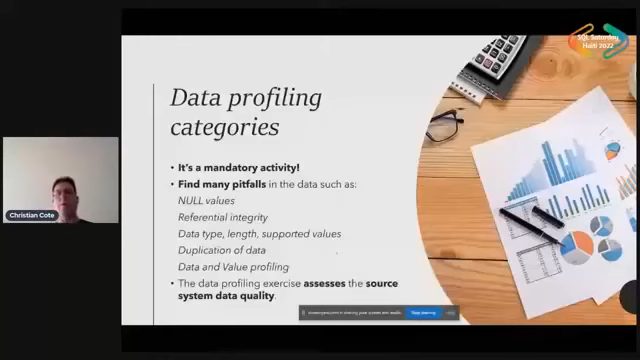 SQL Saturday
Haiti 2022
Data profiling
categories
• It's a mandatory activity!
• Find many pitfalls in the data such as:
NULL values
Referential integrity
Data type, length, supported values
Duplication of data
Data and Value profiling
• The data profiling exercise assesses the source
system data quality.
Christian Cote
Stop sharing